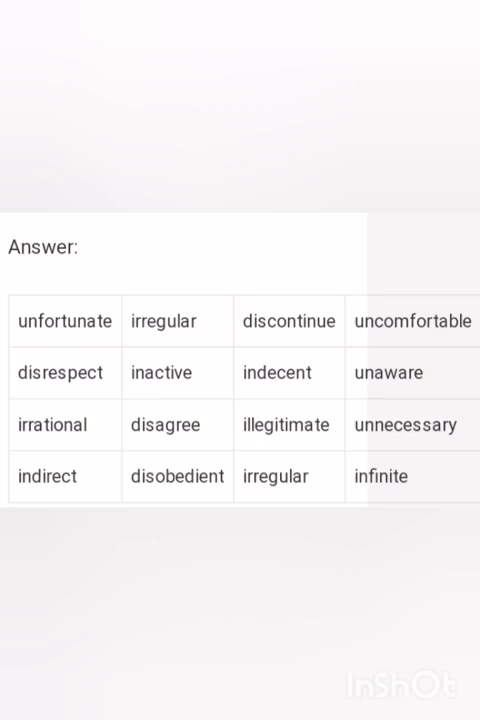 Answer:
unfortunate irregular discontinue uncomfortable
disrespect inactive indecent unaware
irrational disagree illegitimate unnecessary
indirect disobedient irregular infinite
InShOt